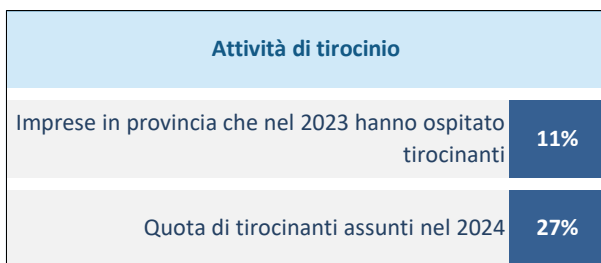 Attività di tirocinio
Imprese in provincia che nel 2023 hanno ospitato
tirocinanti
11%
Quota di tirocinanti assunti nel 2024
27%